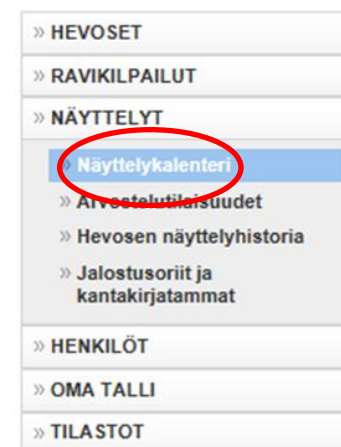 » HEVOSET
» RAVIKILPAILUT
» NÄYTTELYT
» Näyttelykalenteri
» Arvostelutilaisuudet
» Hevosen näyttelyhistoria
» Jalostusoriit ja
kantakirjatammat
» HENKILÖT
» OMA TALLI
» TILASTOT